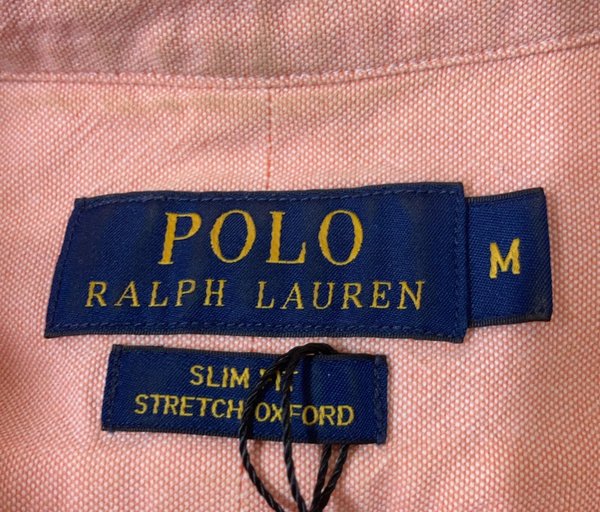 POLO
RALPH LAUREN
M
SLIM FIT
STRETCH OXFORD